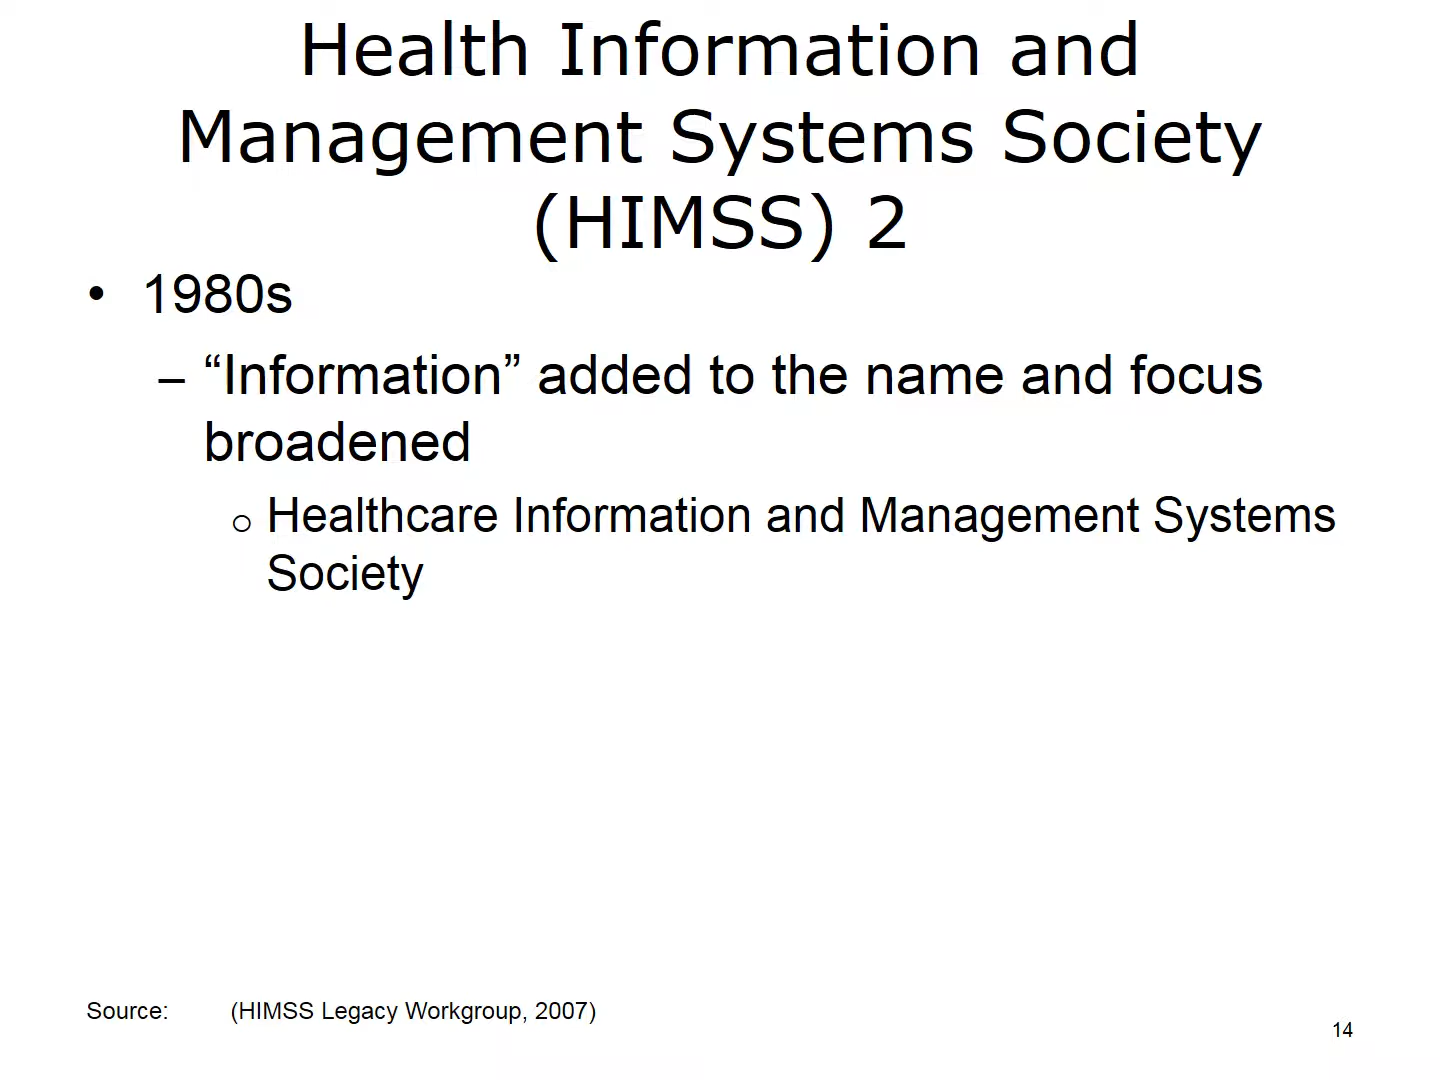 Health Information and
Management Systems Society
(HIMSS) 2
• 1980s
– “Information” added to the name and focus
broadened
○ Healthcare Information and Management Systems
Society
Source: (HIMSS Legacy Workgroup, 2007)
14